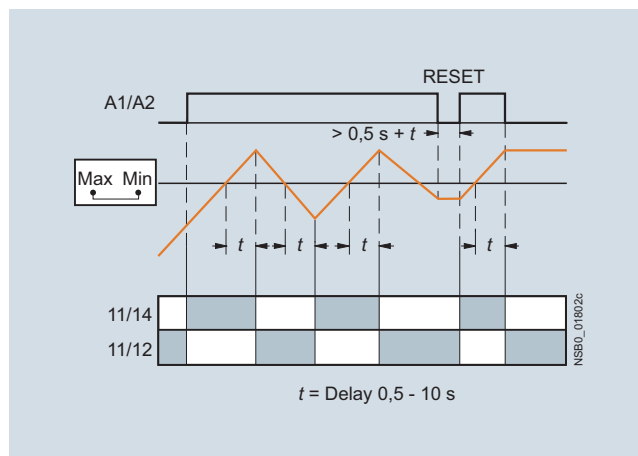 RESET
A1/A2
> 0,5 s + t
Max Min
t t t t
11/14
11/12
NSB0_01802c
t = Delay 0,5 - 10 s